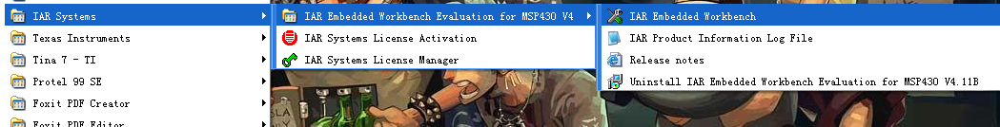 IAR Systems
Texas Instruments
Tina 7 - TI
Protel 99 SE
Foxit PDF Creator
Foxit PDF Editor
IAR Embedded Workbench Evaluation for MSP430 V4
IAR Systems License Activation
IAR Systems License Manager
IAR Embedded Workbench
IAR Product Information Log File
Release notes
Uninstall IAR Embedded Workbench Evaluation for MSP430 V4.11B